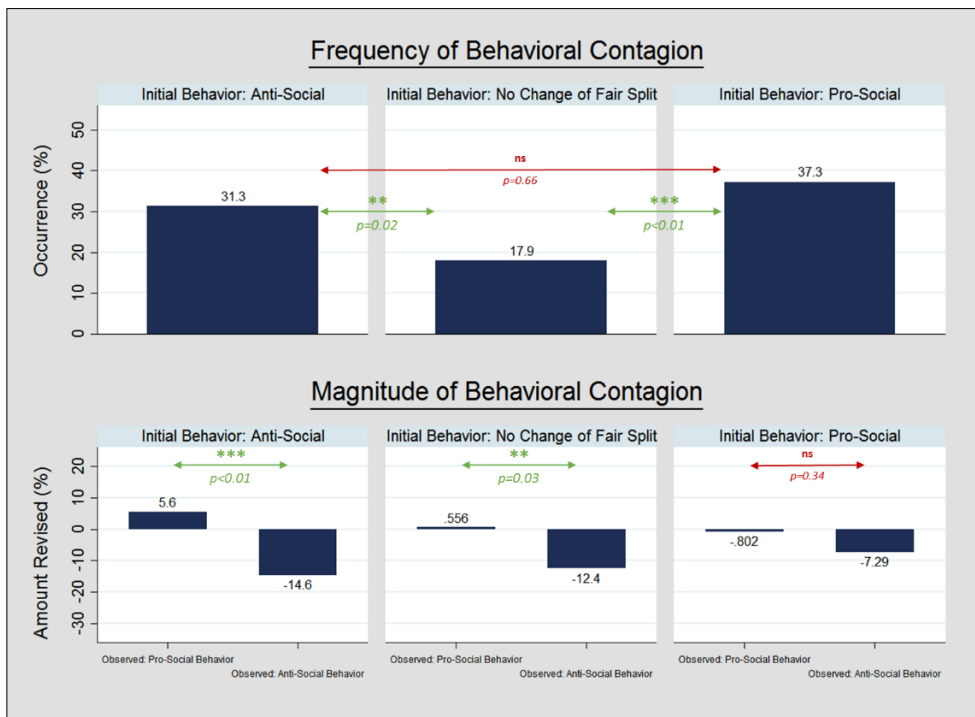 Frequency of Behavioral Contagion
Initial Behavior: Anti-Social
Initial Behavior: No Change of Fair Split
Initial Behavior: Pro-Social
Occurrence (%)
50
40
30
20
10
0
31.3
17.9
37.3
ns
p=0.66
**
p=0.02
***
p<0.01
Magnitude of Behavioral Contagion
Initial Behavior: Anti-Social
Initial Behavior: No Change of Fair Split
Initial Behavior: Pro-Social
Amount Revised (%)
20
10
0
-10
-20
-30
***
p<0.01
5.6
-14.6
**
p=0.03
.556
-12.4
ns
p=0.34
-.802
-7.29
Observed: Pro-Social Behavior
Observed: Anti-Social Behavior
Observed: Pro-Social Behavior
Observed: Anti-Social Behavior
Observed: Pro-Social Behavior
Observed: Anti-Social Behavior